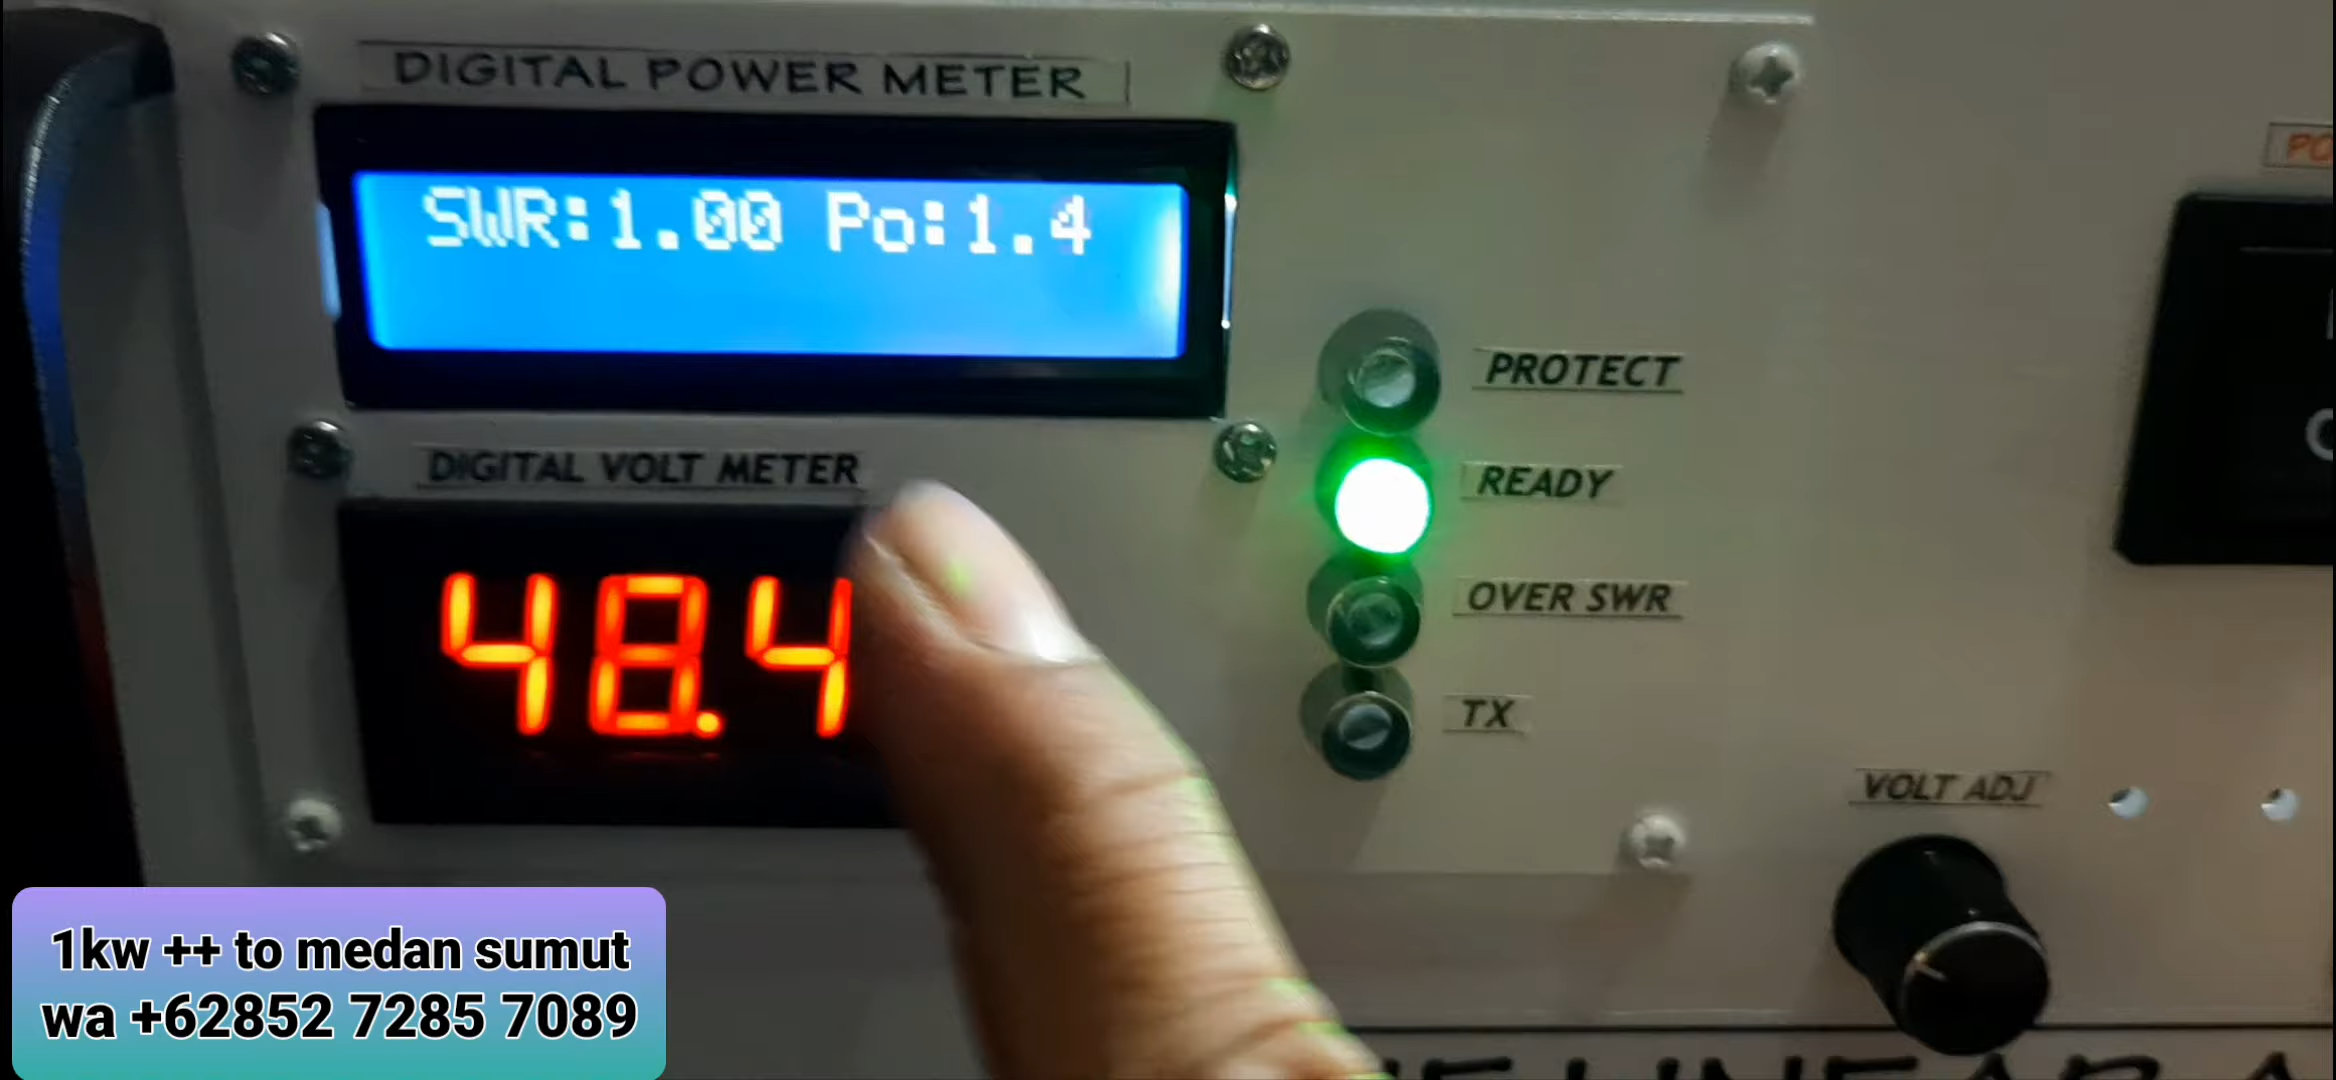 DIGITAL POWER METER
SWR:1.00 Po:1.4
PROTECT
DIGITAL VOLT METER
READY
48.4
OVER SWR
TX
VOLT ADJ
1kw ++ to medan sumut
wa +62852 7285 7089
LINEAR